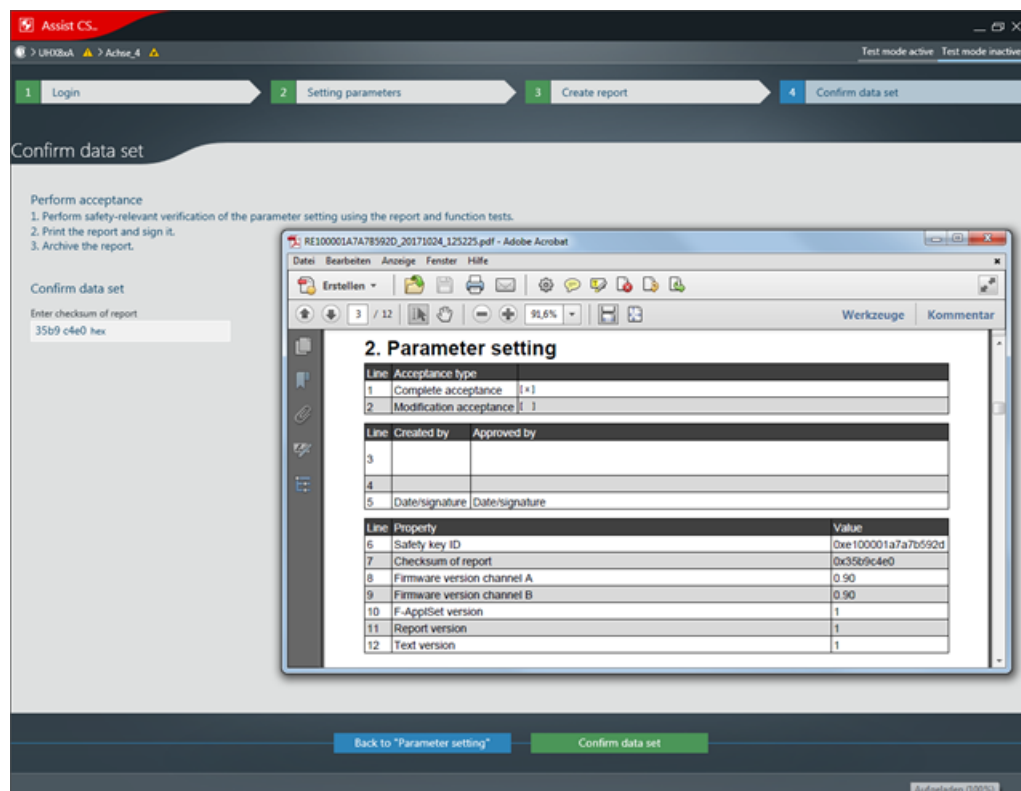 Assist CS..
> UHX8xA > Achse_4
Test mode active Test mode inactive
1 Login 2 Setting parameters 3 Create report 4 Confirm data set
Confirm data set
Perform acceptance
1. Perform safety-relevant verification of the parameter setting using the report and function tests.
2. Print the report and sign it.
3. Archive the report.
Confirm data set
Enter checksum of report
35b9 c4e0 hex
RE100001A7A7B592D_20171024_125225.pdf - Adobe Acrobat
Datei Bearbeiten Anzeige Fenster Hilfe
Erstellen
3 / 12 91,6% Werkzeuge Kommentar
2. Parameter setting
Line Acceptance type
1 Complete acceptance [×]
2 Modification acceptance [ ]
Line Created by Approved by
3
4
5 Date/signature Date/signature
Line Property Value
6 Safety key ID 0xe100001a7a7b592d
7 Checksum of report 0x35b9c4e0
8 Firmware version channel A 0.90
9 Firmware version channel B 0.90
10 F-ApplSet version 1
11 Report version 1
12 Text version 1
Back to "Parameter setting" Confirm data set
Aufgeladen (100%)